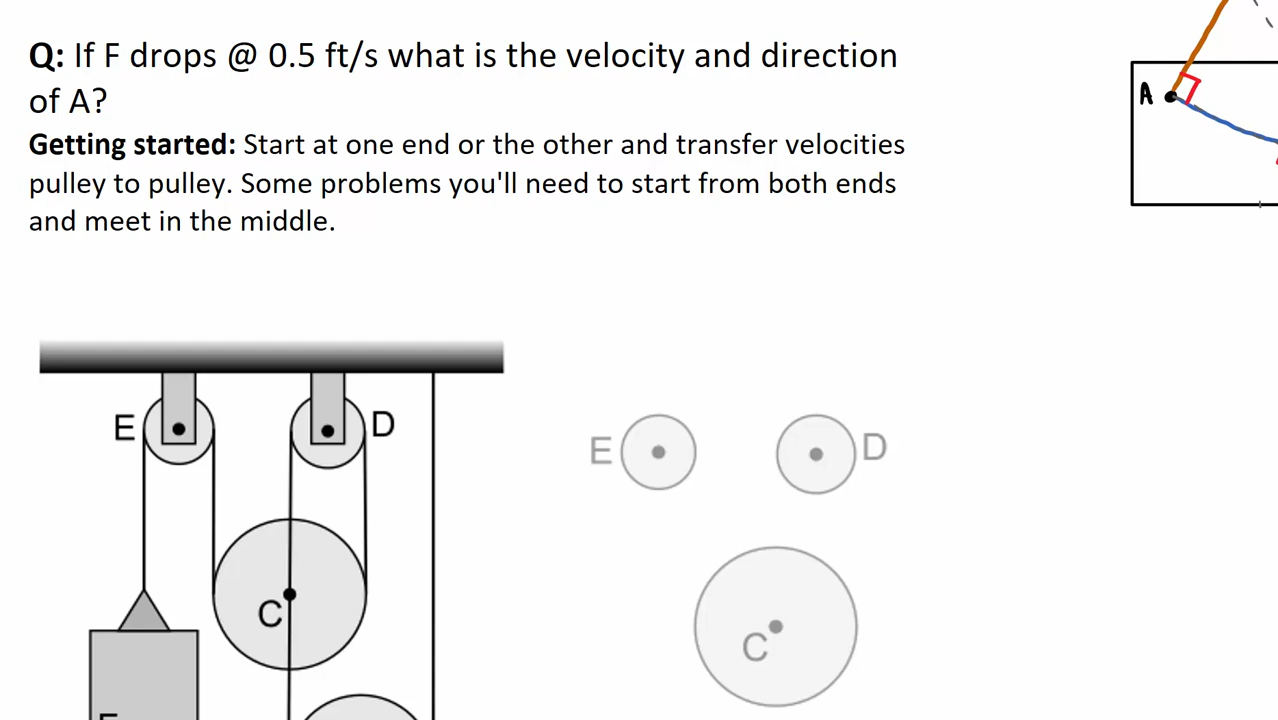 Q: If F drops @ 0.5 ft/s what is the velocity and direction
of A?
Getting started: Start at one end or the other and transfer velocities
pulley to pulley. Some problems you'll need to start from both ends
and meet in the middle.
A
E
D
C
E
D
C